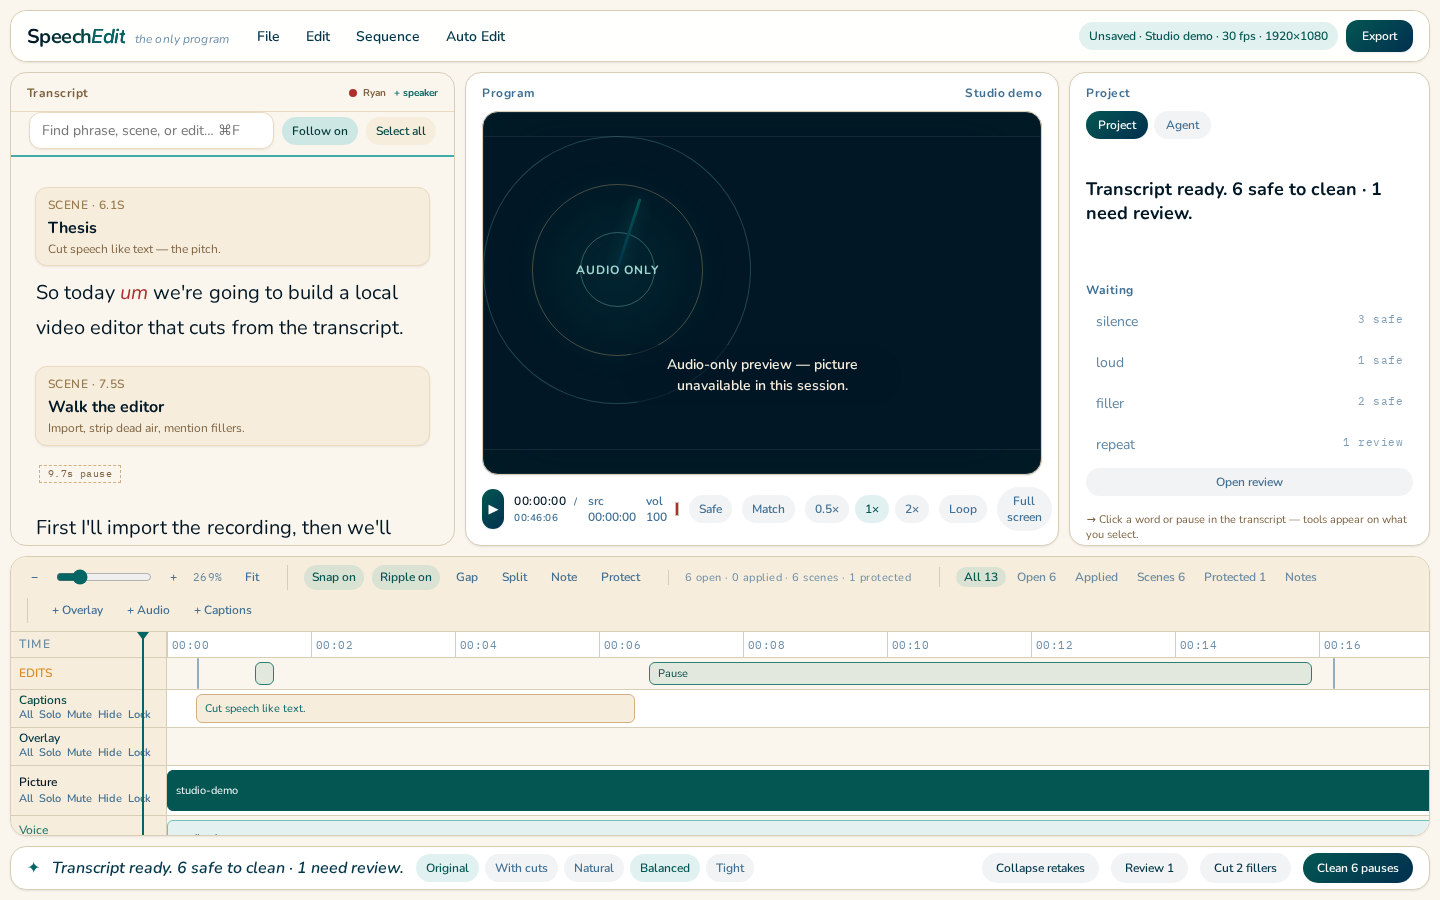 SpeechEdit the only program File Edit Sequence Auto Edit Unsaved · Studio demo · 30 fps · 1920×1080 Export
Transcript Ryan + speaker
Find phrase, scene, or edit... ⌘F Follow on Select all
SCENE · 6.1S
Thesis
Cut speech like text — the pitch.
So today um we're going to build a local
video editor that cuts from the transcript.
SCENE · 7.5S
Walk the editor
Import, strip dead air, mention fillers.
9.7s pause
First I'll import the recording, then we'll
Program Studio demo
AUDIO ONLY
Audio-only preview — picture
unavailable in this session.
▶ 00:00:00 / 00:46:06 src 00:00:00 vol 100 Safe Match 0.5× 1× 2× Loop Full screen
Project
Project Agent
Transcript ready. 6 safe to clean · 1
need review.
Waiting
silence 3 safe
loud 1 safe
filler 2 safe
repeat 1 review
Open review
→ Click a word or pause in the transcript — tools appear on what
you select.
− + 269% Fit Snap on Ripple on Gap Split Note Protect 6 open · 0 applied · 6 scenes · 1 protected All 13 Open 6 Applied Scenes 6 Protected 1 Notes
+ Overlay + Audio + Captions
TIME 00:00 00:02 00:04 00:06 00:08 00:10 00:12 00:14 00:16
EDITS Pause
Captions
All Solo Mute Hide Lock
Cut speech like text.
Overlay
All Solo Mute Hide Lock
Picture
All Solo Mute Hide Lock
studio-demo
Voice
✦ Transcript ready. 6 safe to clean · 1 need review. Original With cuts Natural Balanced Tight Collapse retakes Review 1 Cut 2 fillers Clean 6 pauses